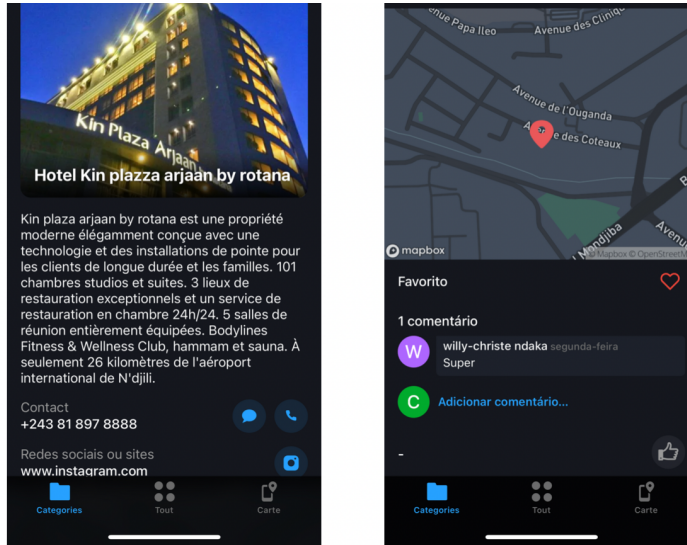 Kin Plaza Arjaan
Hotel Kin plazza arjaan by rotana
Kin plaza arjaan by rotana est une propriété
moderne élégamment conçue avec une
technologie et des installations de pointe pour
les clients de longue durée et les familles. 101
chambres studios et suites. 3 lieux de
restauration exceptionnels et un service de
restauration en chambre 24h/24. 5 salles de
réunion entièrement équipées. Bodylines
Fitness & Wellness Club, hammam et sauna. À
seulement 26 kilomètres de l'aéroport
international de N'djili.
Contact
+243 81 897 8888
Redes sociais ou sites
www.instagram.com
Categories
Tout
Carte
Papa Ileo
Avenue des
Avenue de l'Ouganda
e des Coteaux
Mondjiba
mapbox
© Mapbox © OpenStreetM
Favorito
1 comentário
W
willy-christe ndaka segunda-feira
Super
C
Adicionar comentário...
-
Categories
Tout
Carte